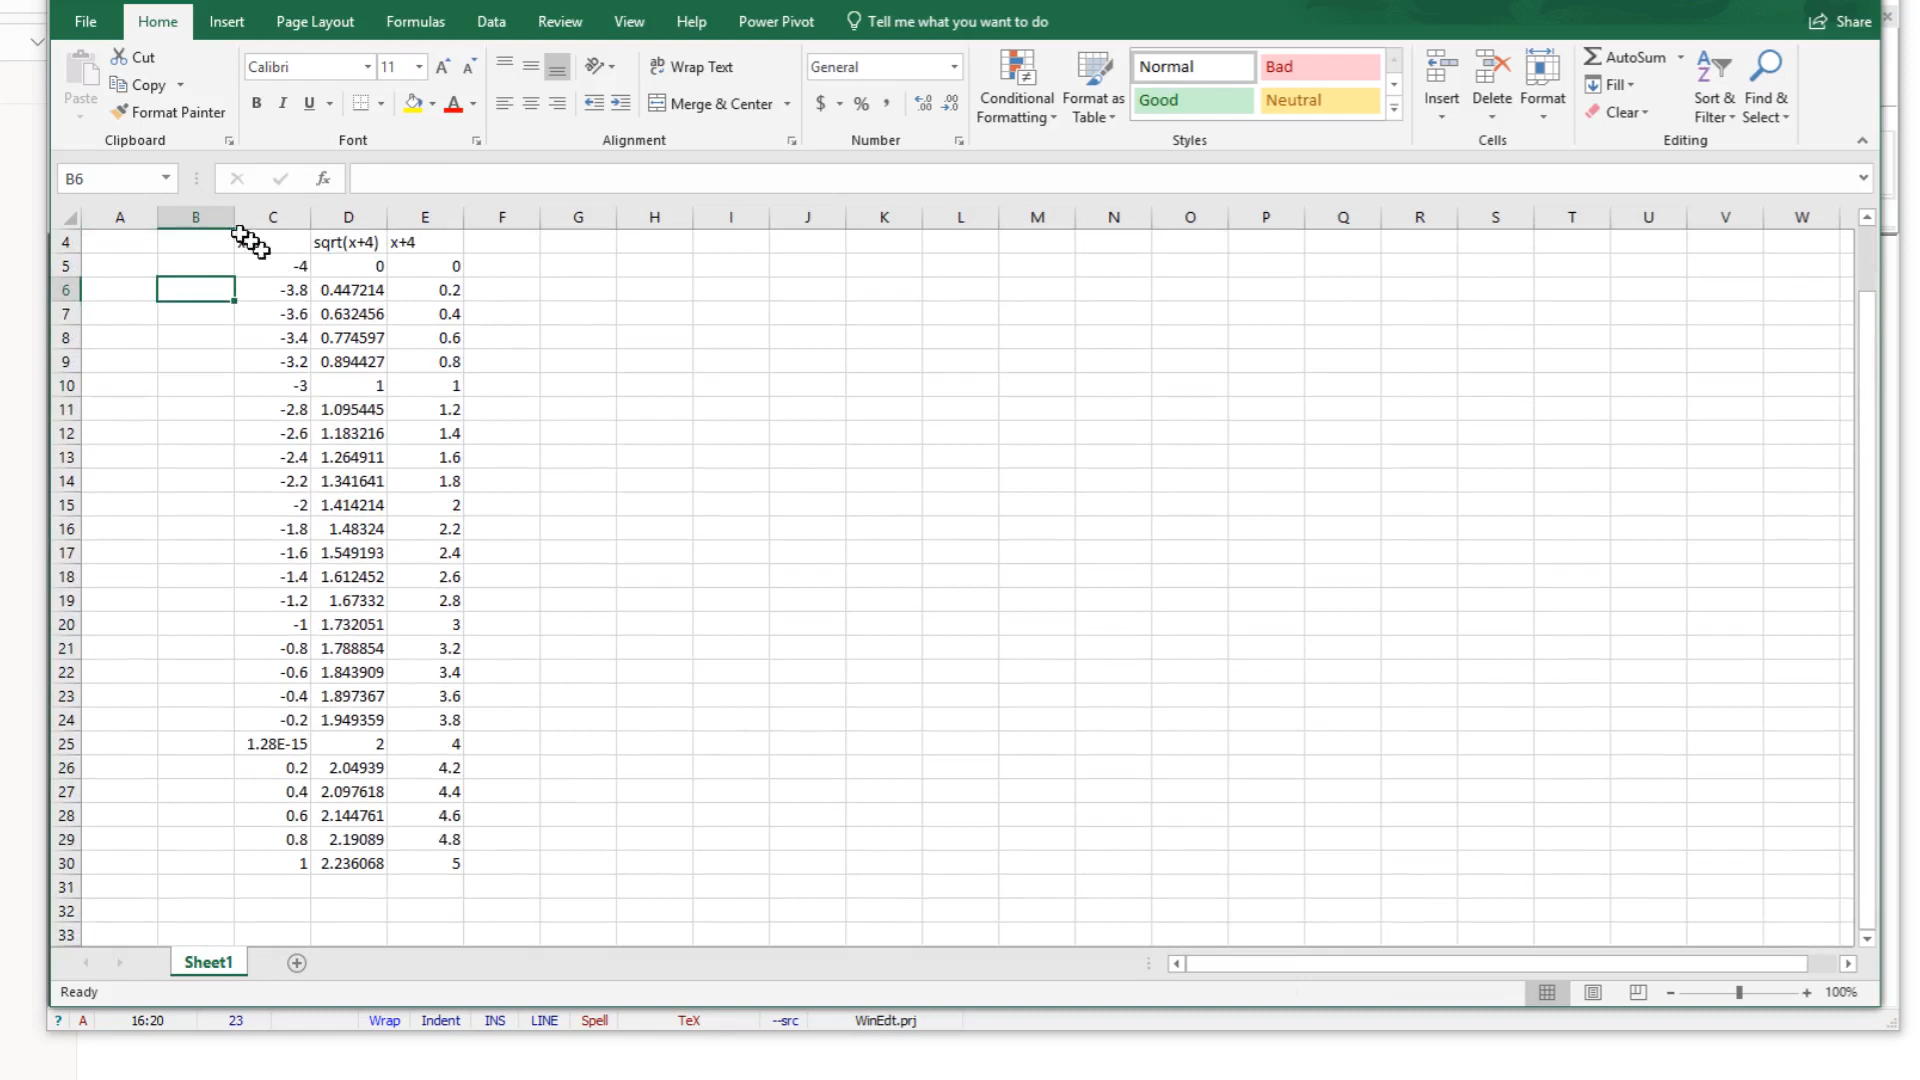 File Home Insert Page Layout Formulas Data Review View Help Power Pivot Tell me what you want to do Share
Cut
Copy
Format Painter
Paste
Clipboard
Calibri 11 A A
B I U A
Font
Wrap Text
Merge & Center
Alignment
General
$ % ,
Number
Conditional Formatting
Format as Table
Normal Bad
Good Neutral
Styles
Insert Delete Format
Cells
AutoSum
Fill
Clear
Sort & Filter
Find & Select
Editing
B6 fx
A B C D E F G H I J K L M N O P Q R S T U V W
4 sqrt(x+4) x+4
5 -4 0 0
6 -3.8 0.447214 0.2
7 -3.6 0.632456 0.4
8 -3.4 0.774597 0.6
9 -3.2 0.894427 0.8
10 -3 1 1
11 -2.8 1.095445 1.2
12 -2.6 1.183216 1.4
13 -2.4 1.264911 1.6
14 -2.2 1.341641 1.8
15 -2 1.414214 2
16 -1.8 1.48324 2.2
17 -1.6 1.549193 2.4
18 -1.4 1.612452 2.6
19 -1.2 1.67332 2.8
20 -1 1.732051 3
21 -0.8 1.788854 3.2
22 -0.6 1.843909 3.4
23 -0.4 1.897367 3.6
24 -0.2 1.949359 3.8
25 1.28E-15 2 4
26 0.2 2.04939 4.2
27 0.4 2.097618 4.4
28 0.6 2.144761 4.6
29 0.8 2.19089 4.8
30 1 2.236068 5
31
32
33
Sheet1
Ready 100%
? A 16:20 23 Wrap Indent INS LINE Spell TeX --src WinEdt.prj